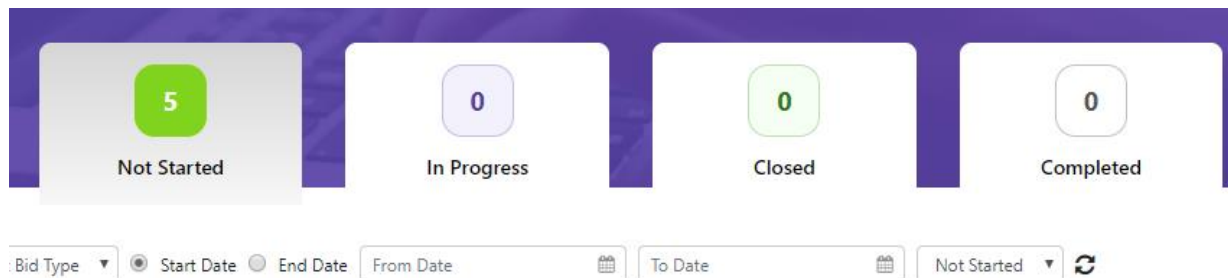 5 0 0 0
Not Started In Progress Closed Completed
Bid Type Start Date End Date From Date To Date Not Started